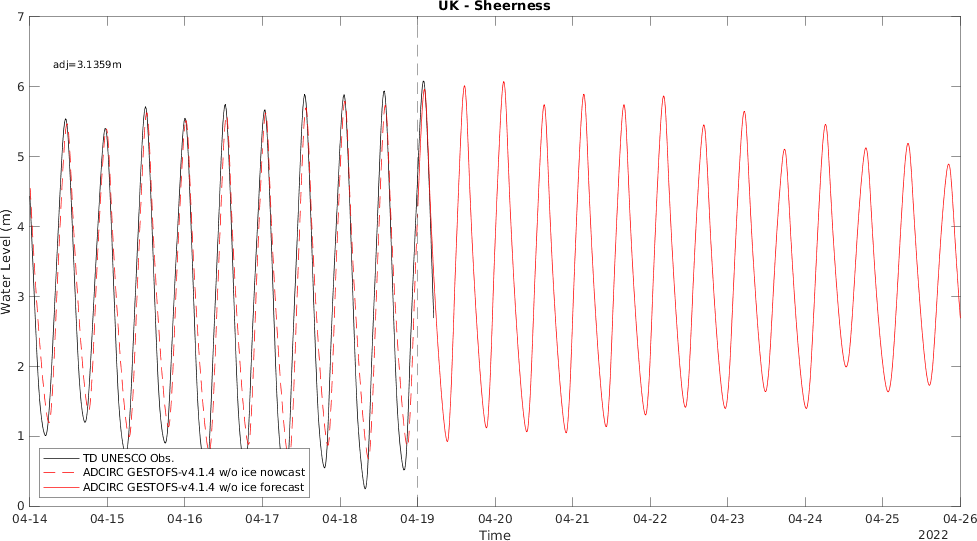 UK - Sheerness
7
adj=3.1359m
6
5
4
3
2
1
0
Water Level (m)
TD UNESCO Obs.
ADCIRC GESTOFS-v4.1.4 w/o ice nowcast
ADCIRC GESTOFS-v4.1.4 w/o ice forecast
04-14 04-15 04-16 04-17 04-18 04-19 04-20 04-21 04-22 04-23 04-24 04-25 04-26
Time
2022